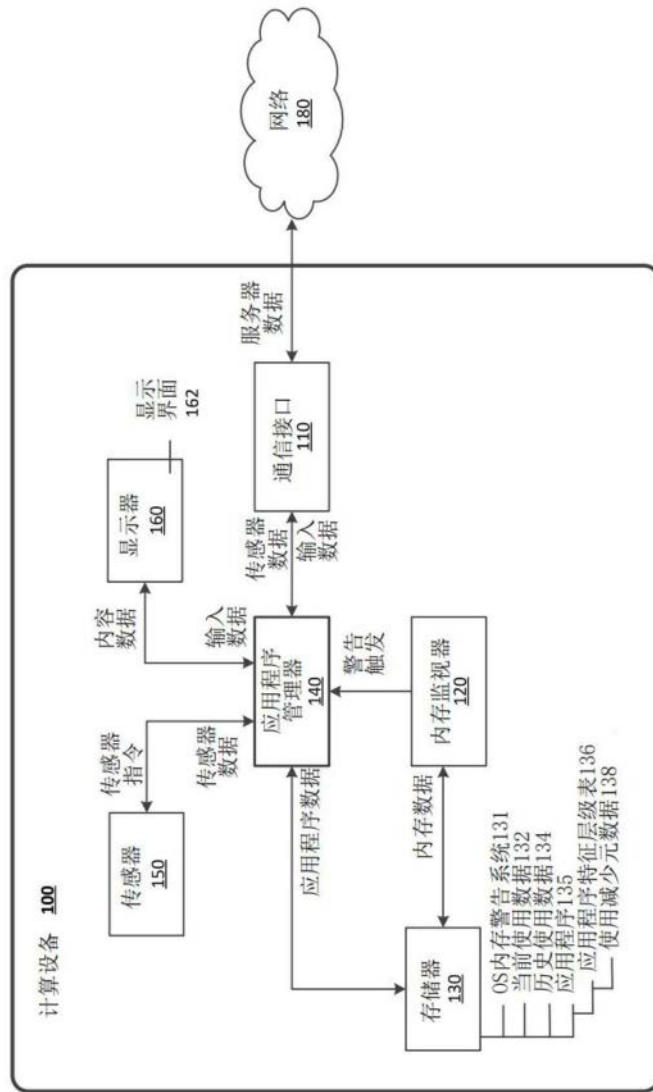 计算设备 100
传感器
150
传感器
指令
传感器
数据
内容
数据
输入
数据
显示器
160
显示
界面
162
应用程序
管理器
140
传感器
数据
输入
数据
通信接口
110
服务器
数据
网络
180
应用程序数据
警告
触发
内存监视器
120
内存数据
存储器
130
OS内存警告系统131
当前使用数据132
历史使用数据134
应用程序135
应用程序特征层级表136
使用减少元数据138